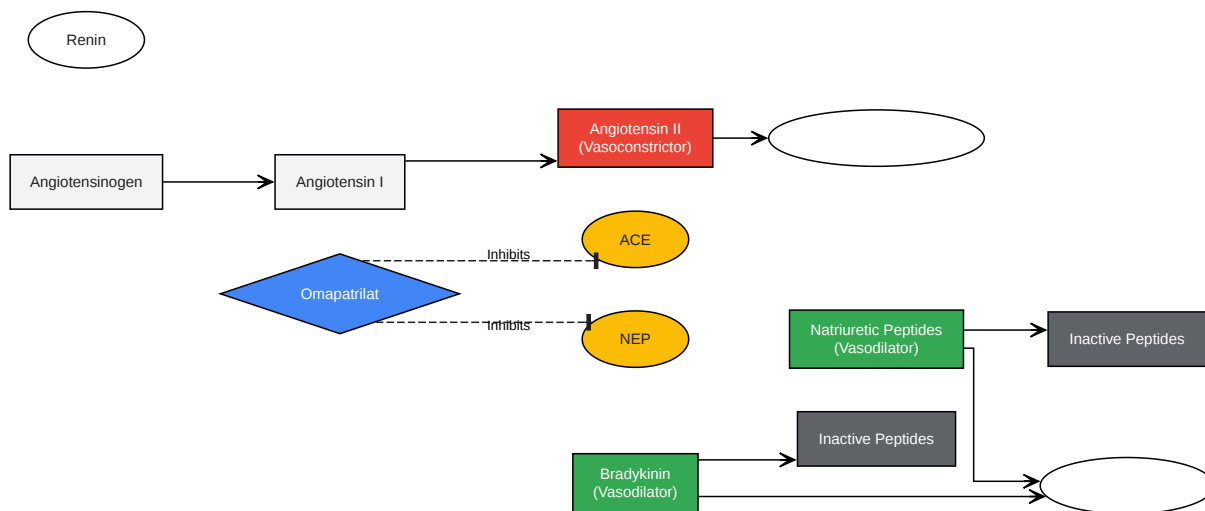 Renin
Angiotensinogen
Angiotensin I
Angiotensin II
(Vasoconstrictor)
ACE
Inhibits
Omapatrilat
Inhibits
NEP
Natriuretic Peptides
(Vasodilator)
Inactive Peptides
Inactive Peptides
Bradykinin
(Vasodilator)